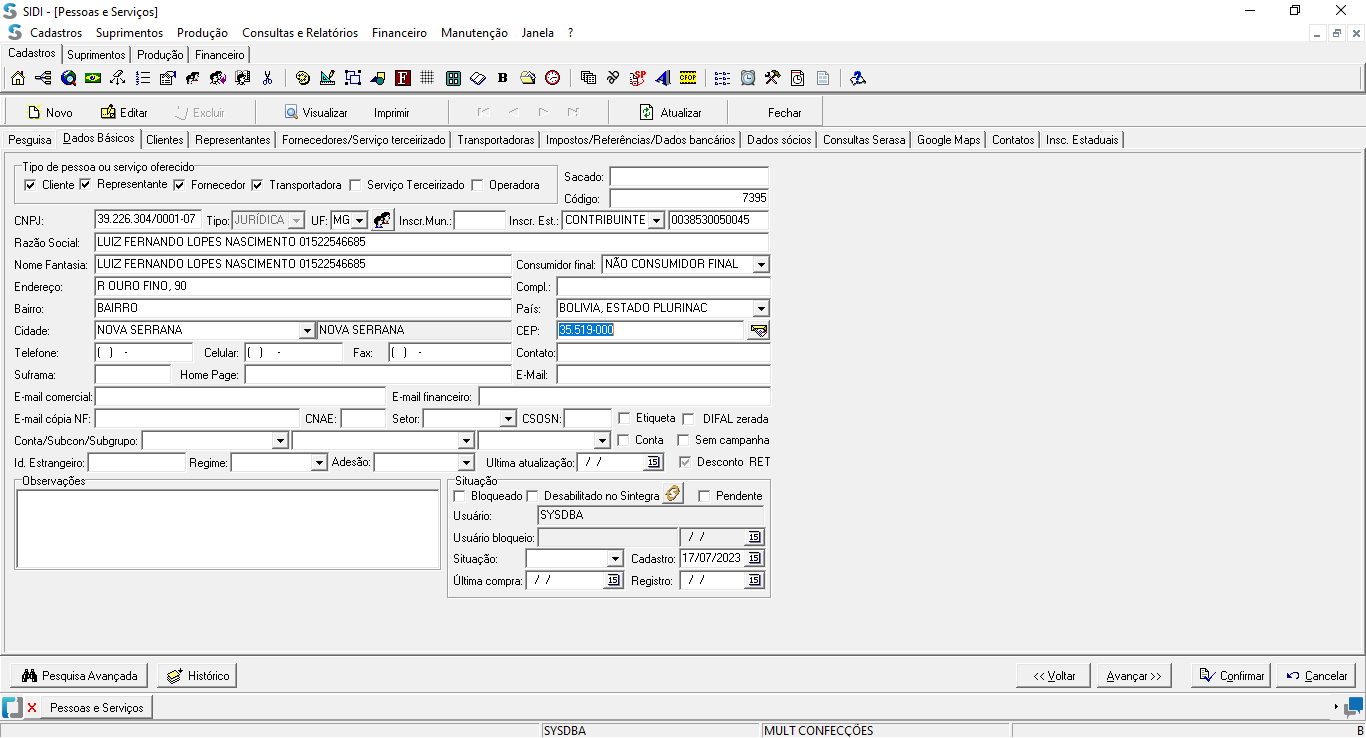 SIDI - [Pessoas e Serviços]
Cadastros Suprimentos Produção Consultas e Relatórios Financeiro Manutenção Janela ?
Cadastros Suprimentos Produção Financeiro
F B SP CFOP
Novo Editar Excluir Visualizar Imprimir Atualizar Fechar
Pesquisa Dados Básicos Clientes Representantes Fornecedores/Serviço terceirizado Transportadoras Impostos/Referências/Dados bancários Dados sócios Consultas Serasa Google Maps Contatos Insc. Estaduais
Tipo de pessoa ou serviço oferecido
Cliente Representante Fornecedor Transportadora Serviço Terceirizado Operadora
Sacado:
Código: 7395
CNPJ: 39.226.304/0001-07 Tipo: JURÍDICA UF: MG Inscr.Mun.: Inscr. Est.: CONTRIBUINTE 0038530050045
Razão Social: LUIZ FERNANDO LOPES NASCIMENTO 01522546685
Nome Fantasia: LUIZ FERNANDO LOPES NASCIMENTO 01522546685 Consumidor final: NÃO CONSUMIDOR FINAL
Endereço: R OURO FINO, 90 Compl.:
Bairro: BAIRRO País: BOLIVIA, ESTADO PLURINAC
Cidade: NOVA SERRANA NOVA SERRANA CEP: 35.519-000
Telefone: ( ) - Celular: ( ) - Fax: ( ) - Contato:
Suframa: Home Page: E-Mail:
E-mail comercial: E-mail financeiro:
E-mail cópia NF: CNAE: Setor: CSOSN: Etiqueta DIFAL zerada
Conta/Subcon/Subgrupo: Conta Sem campanha
Id. Estrangeiro: Regime: Adesão: Ultima atualização: / / 15 Desconto RET
Observações
Situação
Bloqueado Desabilitado no Sintegra Pendente
Usuário: SYSDBA
Usuário bloqueio: / / 15
Situação: Cadastro: 17/07/2023 15
Última compra: / / 15 Registro: / / 15
Pesquisa Avançada Histórico << Voltar Avançar >> Confirmar Cancelar
Pessoas e Serviços
SYSDBA MULT CONFECÇÕES B